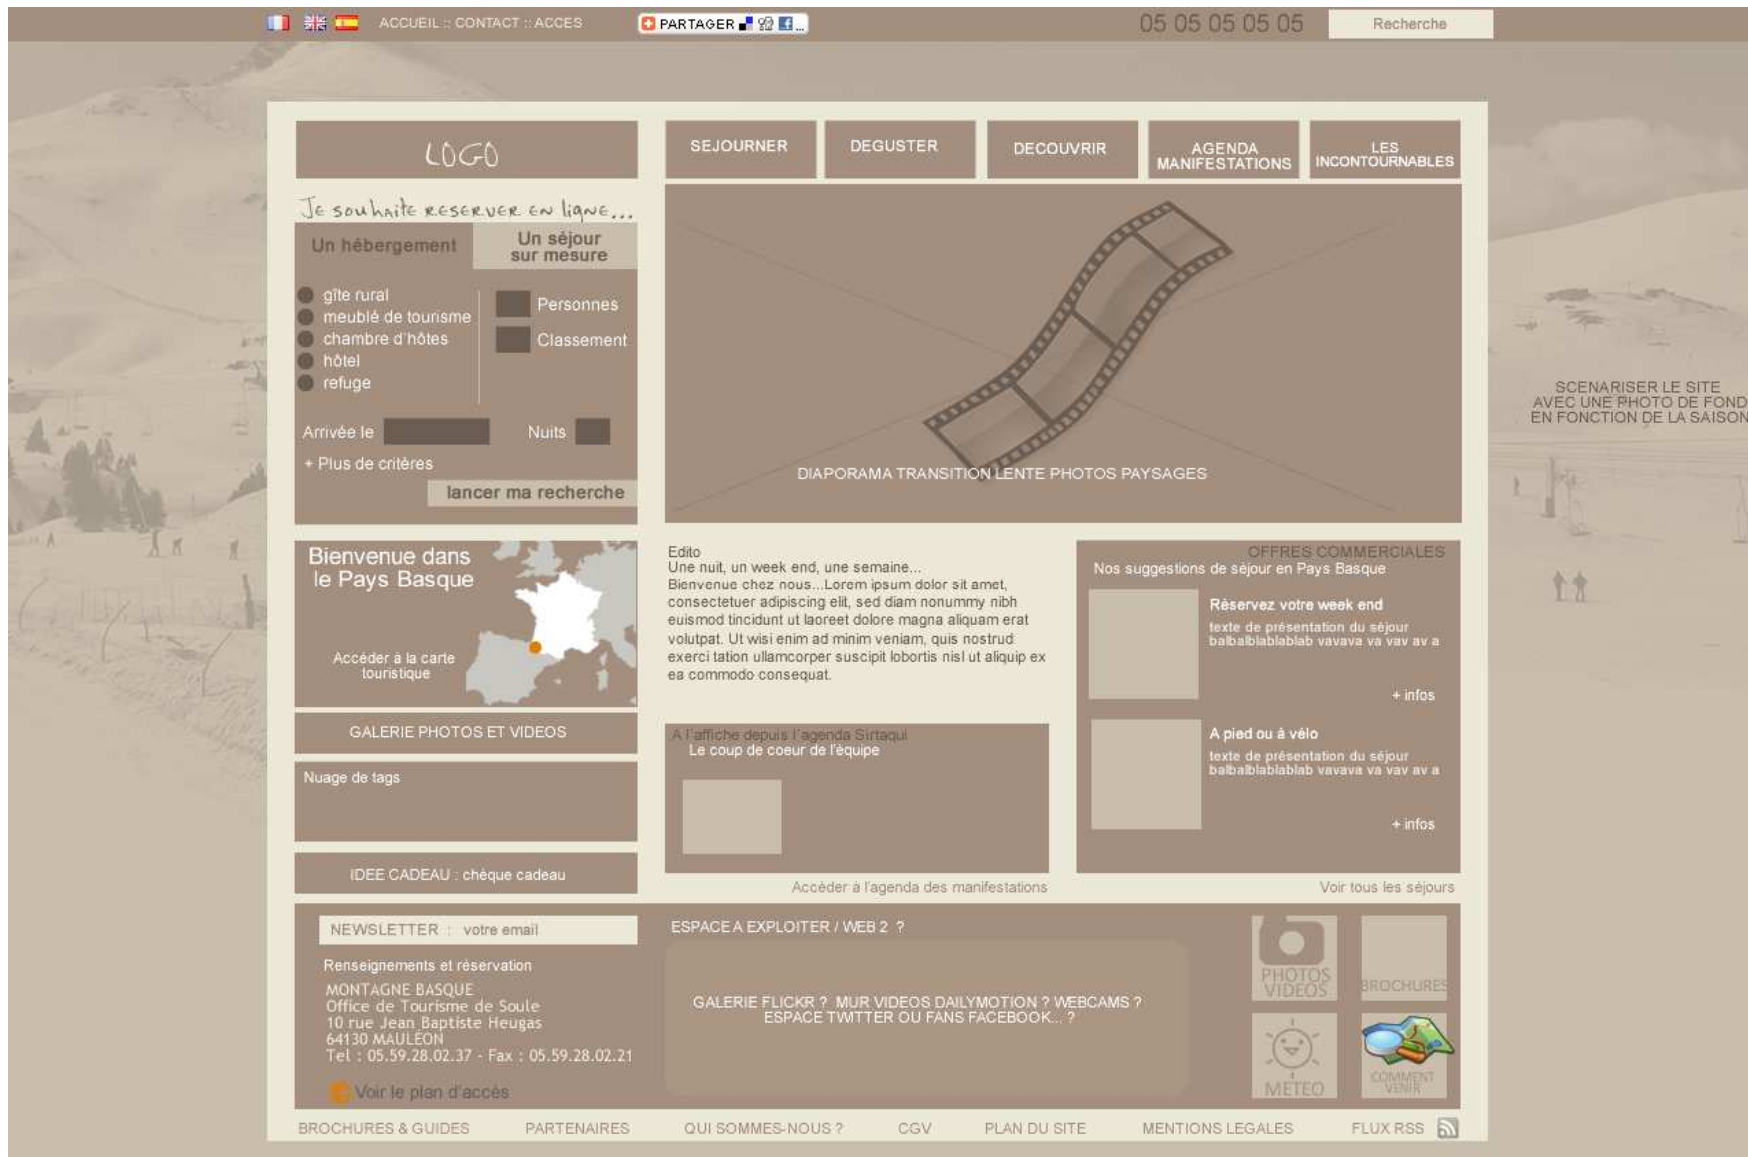 ACCUEIL :: CONTACT :: ACCES
PARTAGER ...
05 05 05 05 05
Recherche
LOGO
SEJOURNER
DEGUSTER
DECOUVRIR
AGENDA
MANIFESTATIONS
LES
INCONTOURNABLES
Je souhaite reserver en ligne...
Un hébergement
Un séjour
sur mesure
gîte rural
meublé de tourisme
chambre d'hôtes
hôtel
refuge
Personnes
Classement
Arrivée le
Nuits
+ Plus de critères
lancer ma recherche
DIAPORAMA TRANSITION LENTE PHOTOS PAYSAGES
SCENARISER LE SITE
AVEC UNE PHOTO DE FOND
EN FONCTION DE LA SAISON
Bienvenue dans
le Pays Basque
Accéder à la carte
touristique
GALERIE PHOTOS ET VIDEOS
Nuage de tags
IDEE CADEAU : chèque cadeau
Edito
Une nuit, un week end, une semaine...
Bienvenue chez nous...Lorem ipsum dolor sit amet,
consectetuer adipiscing elit, sed diam nonummy nibh
euismod tincidunt ut laoreet dolore magna aliquam erat
volutpat. Ut wisi enim ad minim veniam, quis nostrud
exerci tation ullamcorper suscipit lobortis nisl ut aliquip ex
ea commodo consequat.
A l'affiche depuis l'agenda Sirtaqui
Le coup de coeur de l'équipe
Accéder à l'agenda des manifestations
OFFRES COMMERCIALES
Nos suggestions de séjour en Pays Basque
Réservez votre week end
texte de présentation du séjour
balbalblablablab vavava va vav av a
+ infos
A pied ou à vélo
texte de présentation du séjour
balbalblablablab vavava va vav av a
+ infos
Voir tous les séjours
NEWSLETTER : votre email
Renseignements et réservation
MONTAGNE BASQUE
Office de Tourisme de Soule
10 rue Jean Baptiste Heugas
64130 MAULÉON
Tel : 05.59.28.02.37 - Fax : 05.59.28.02.21
Voir le plan d'accès
ESPACE A EXPLOITER / WEB 2 ?
GALERIE FLICKR ? MUR VIDEOS DAILYMOTION ? WEBCAMS ?
ESPACE TWITTER OU FANS FACEBOOK... ?
PHOTOS
VIDEOS
BROCHURES
METEO
COMMENT
VENIR
BROCHURES & GUIDES
PARTENAIRES
QUI SOMMES-NOUS ?
CGV
PLAN DU SITE
MENTIONS LEGALES
FLUX RSS